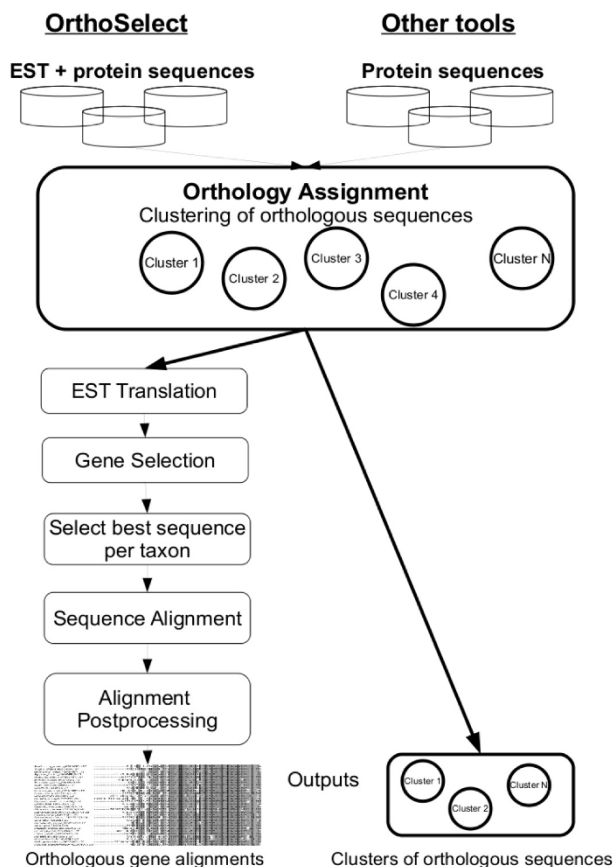 OrthoSelect
Other tools
EST + protein sequences
Protein sequences
Orthology Assignment
Clustering of orthologous sequences
Cluster 1
Cluster 2
Cluster 3
Cluster 4
Cluster N
EST Translation
Gene Selection
Select best sequence
per taxon
Sequence Alignment
Alignment
Postprocessing
Outputs
Cluster 1
Cluster 2
Cluster N
Orthologous gene alignments
Clusters of orthologous sequences